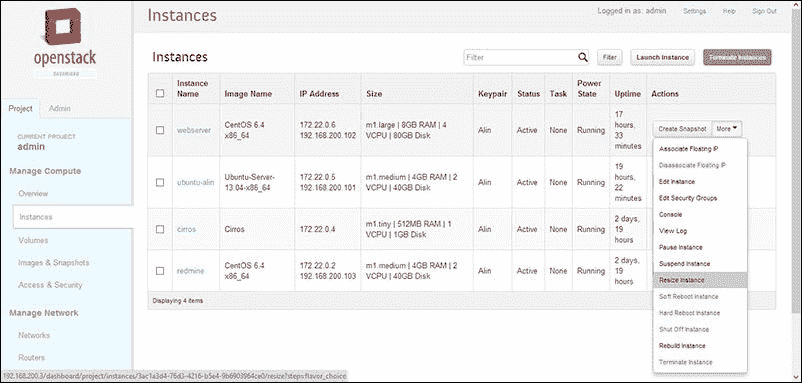 Instances
Logged in as: admin Settings Help Sign Out
openstack
DASHBOARD
Project Admin
CURRENT PROJECT
admin
Manage Compute
Overview
Instances
Volumes
Images & Snapshots
Access & Security
Manage Network
Networks
Routers
Instances
Filter Filter Launch Instance Terminate Instances
Instance Name Image Name IP Address Size Keypair Status Task Power State Uptime Actions
webserver CentOS 6.4 x86_64 172.22.0.6 192.168.200.102 m1.large | 8GB RAM | 4 VCPU | 80GB Disk Alin Active None Running 17 hours, 33 minutes Create Snapshot More
ubuntu-alin Ubuntu-Server-13.04-x86_64 172.22.0.5 192.168.200.101 m1.medium | 4GB RAM | 2 VCPU | 40GB Disk Alin Active None Running 19 hours, 22 minutes
cirros Cirros 172.22.0.4 m1.tiny | 512MB RAM | 1 VCPU | 1GB Disk Alin Active None Running 2 days, 19 hours
redmine CentOS 6.4 x86_64 172.22.0.2 192.168.200.103 m1.medium | 4GB RAM | 2 VCPU | 40GB Disk Alin Active None Running 2 days, 19 hours
Displaying 4 items
Associate Floating IP
Disassociate Floating IP
Edit Instance
Edit Security Groups
Console
View Log
Pause Instance
Suspend Instance
Resize Instance
Soft Reboot Instance
Hard Reboot Instance
Shut Off Instance
Rebuild Instance
Terminate Instance
192.168.200.3/dashboard/project/instances/3ac1a3d4-76d3-4216-b5e4-9b6903964ce0/resize?step=flavor_choice